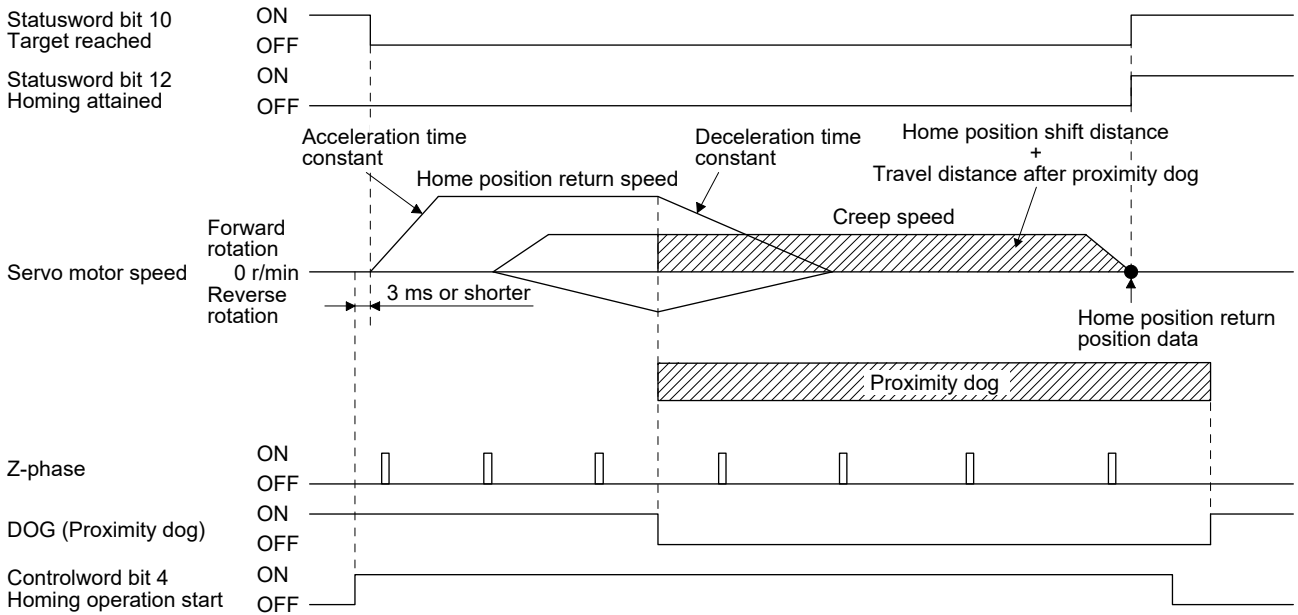 Statusword bit 10
Target reached
ON
OFF
Statusword bit 12
Homing attained
ON
OFF
Acceleration time
constant
Home position return speed
Deceleration time
constant
Home position shift distance
+
Travel distance after proximity dog
Creep speed
Servo motor speed
Forward
rotation
0 r/min
Reverse
rotation
3 ms or shorter
Home position return
position data
Proximity dog
Z-phase
ON
OFF
DOG (Proximity dog)
ON
OFF
Controlword bit 4
Homing operation start
ON
OFF